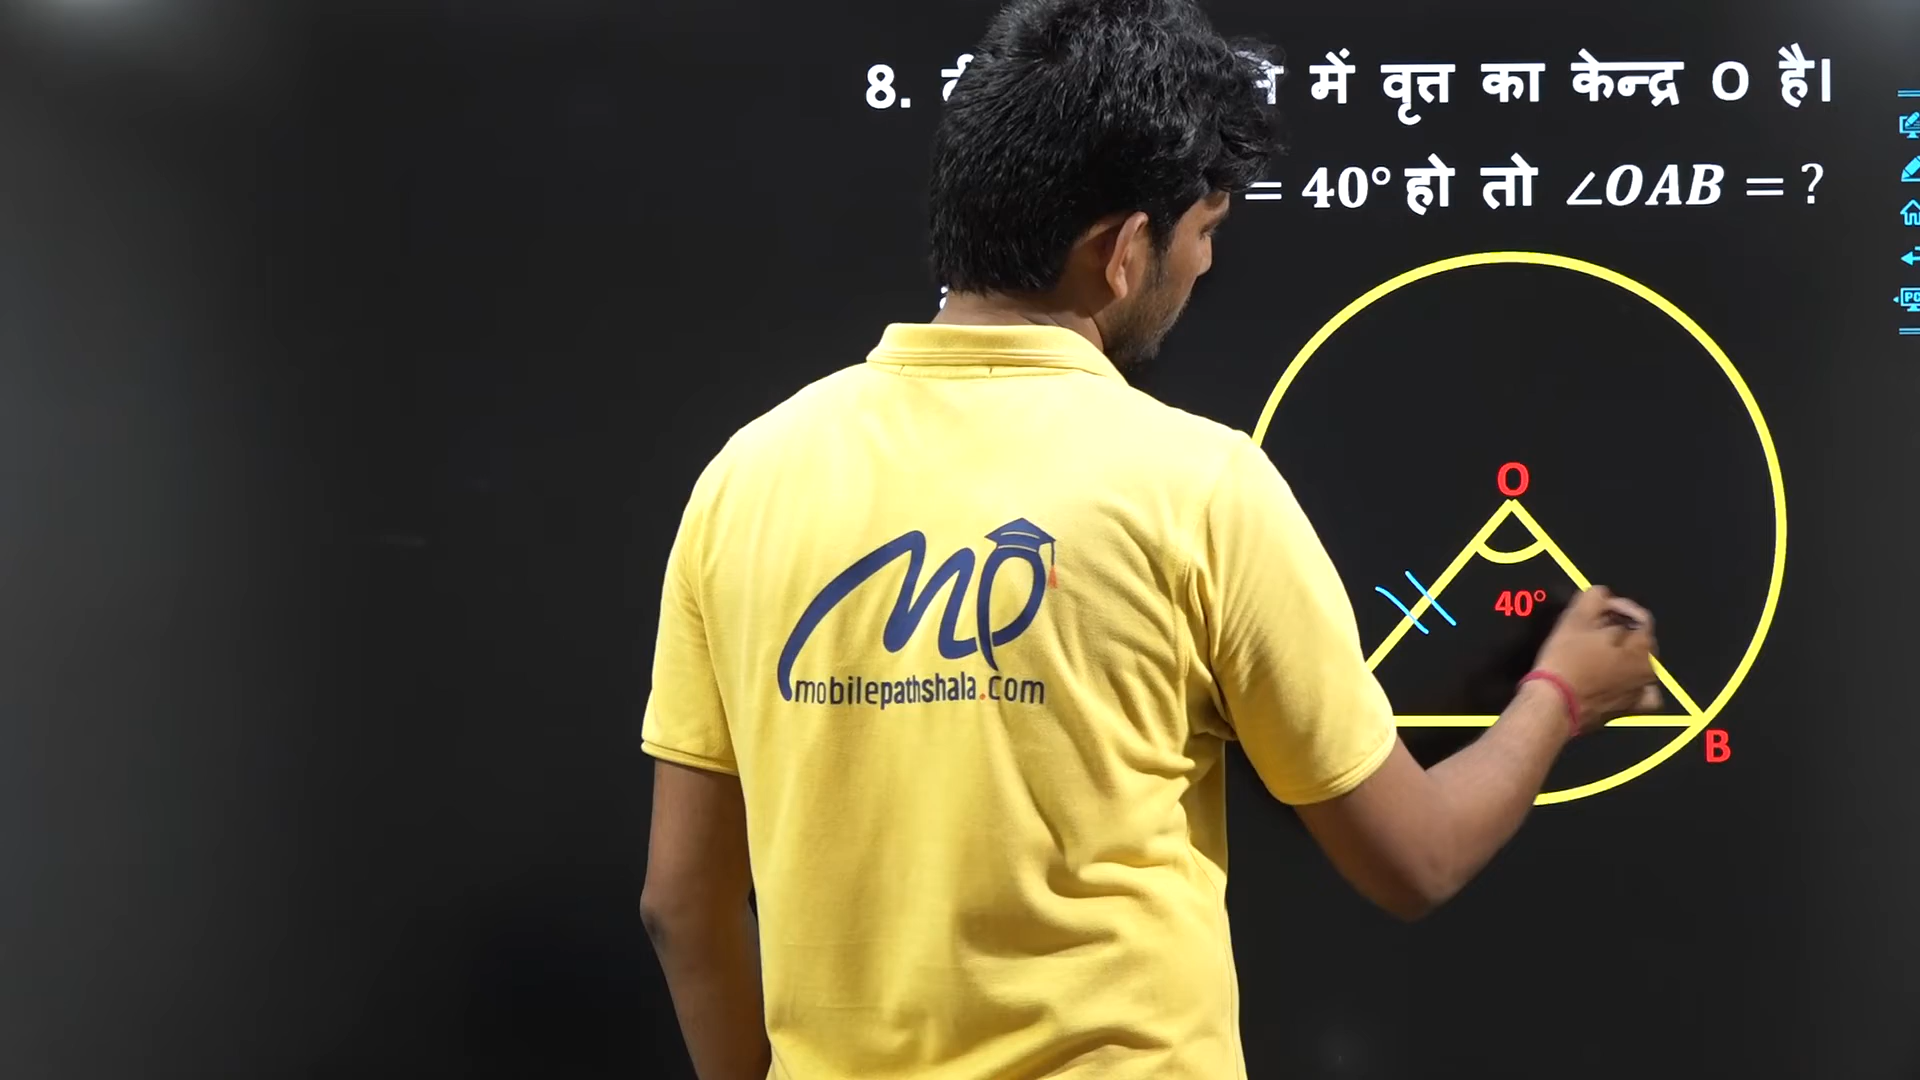 8. में वृत्त का केन्द्र O है।
= 40° हो तो ∠OAB = ?
O
40°
B
mobilepathshala.com